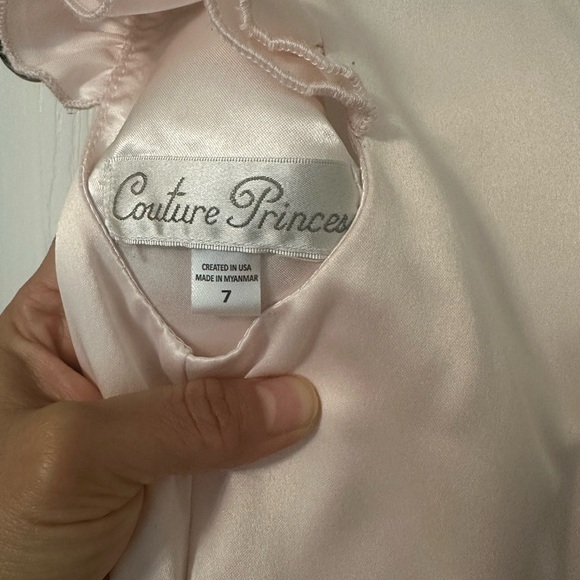 Couture Princes
CREATED IN USA
MADE IN MYANMAR
7